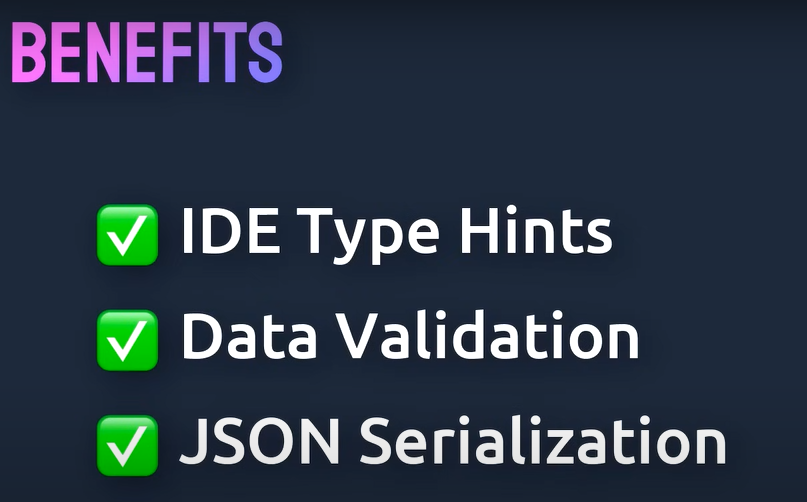 BENEFITS
✅ IDE Type Hints
✅ Data Validation
✅ JSON Serialization